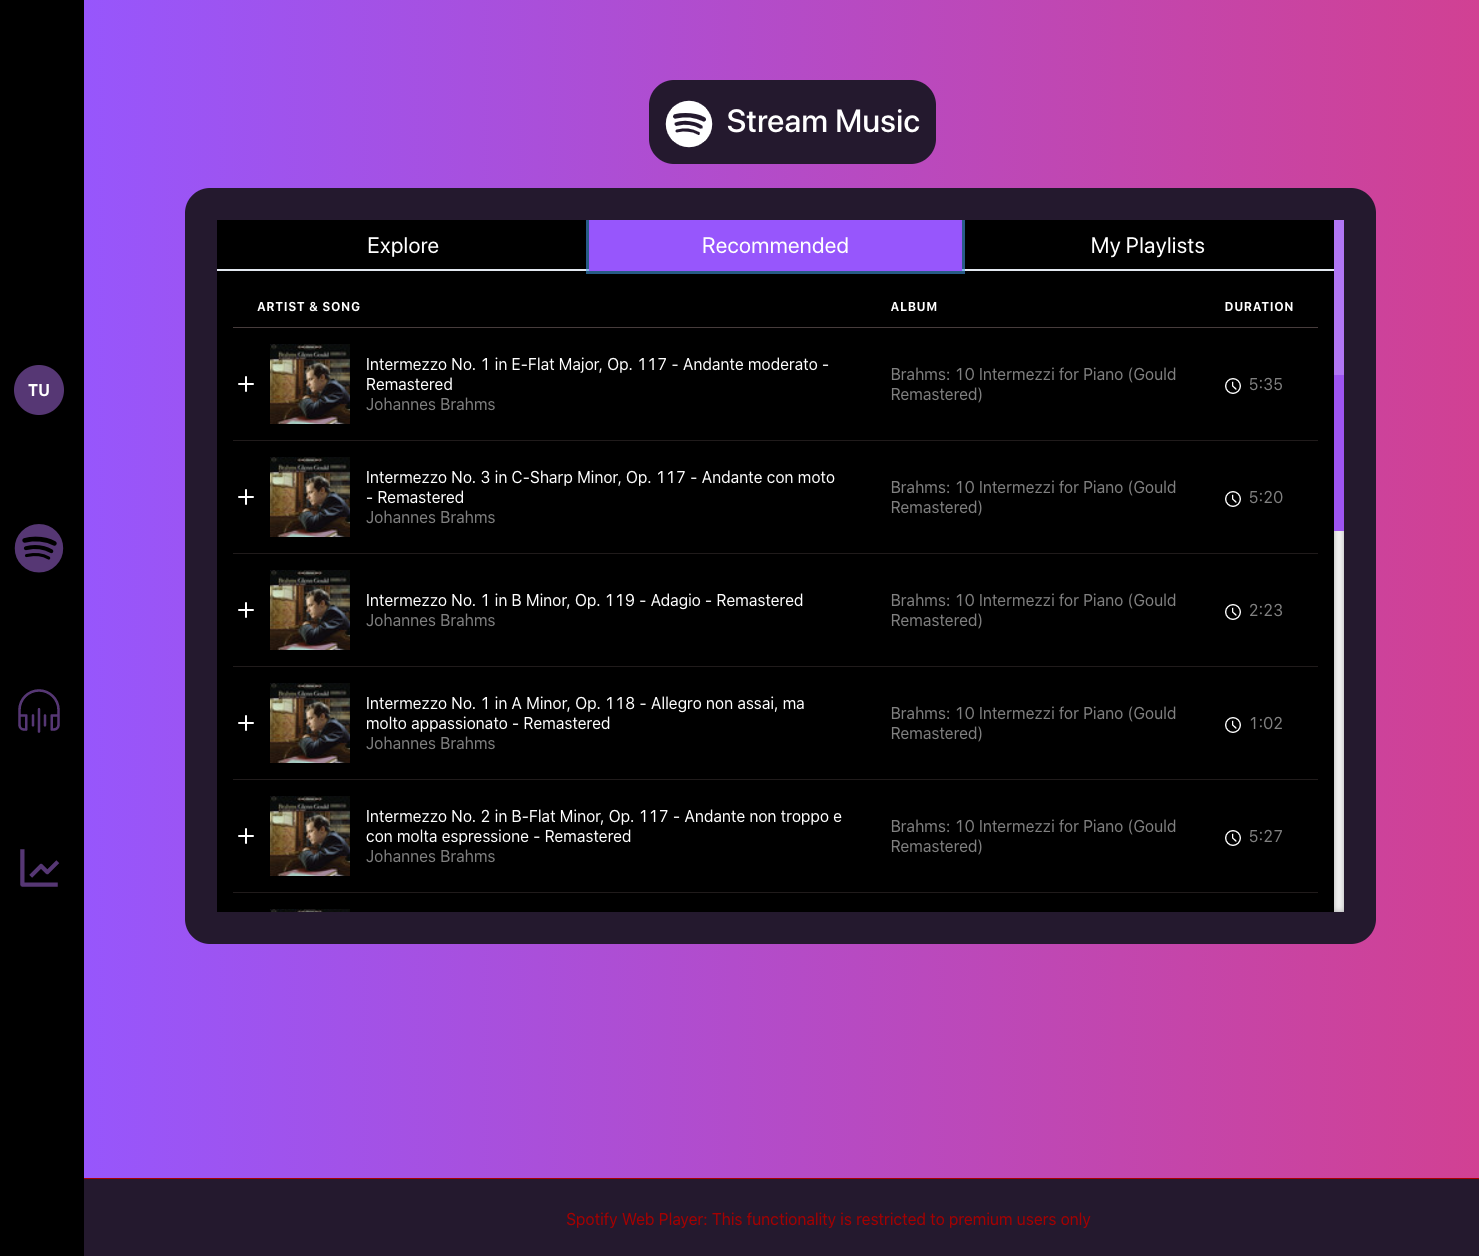 Stream Music
Explore
Recommended
My Playlists
ARTIST & SONG
ALBUM
DURATION
Intermezzo No. 1 in E-Flat Major, Op. 117 - Andante moderato -
Remastered
Johannes Brahms
Brahms: 10 Intermezzi for Piano (Gould
Remastered)
5:35
TU
Intermezzo No. 3 in C-Sharp Minor, Op. 117 - Andante con moto
- Remastered
Johannes Brahms
Brahms: 10 Intermezzi for Piano (Gould
Remastered)
5:20
Intermezzo No. 1 in B Minor, Op. 119 - Adagio - Remastered
Johannes Brahms
Brahms: 10 Intermezzi for Piano (Gould
Remastered)
2:23
Intermezzo No. 1 in A Minor, Op. 118 - Allegro non assai, ma
molto appassionato - Remastered
Johannes Brahms
Brahms: 10 Intermezzi for Piano (Gould
Remastered)
1:02
Intermezzo No. 2 in B-Flat Minor, Op. 117 - Andante non troppo e
con molta espressione - Remastered
Johannes Brahms
Brahms: 10 Intermezzi for Piano (Gould
Remastered)
5:27
Spotify Web Player: This functionality is restricted to premium users only